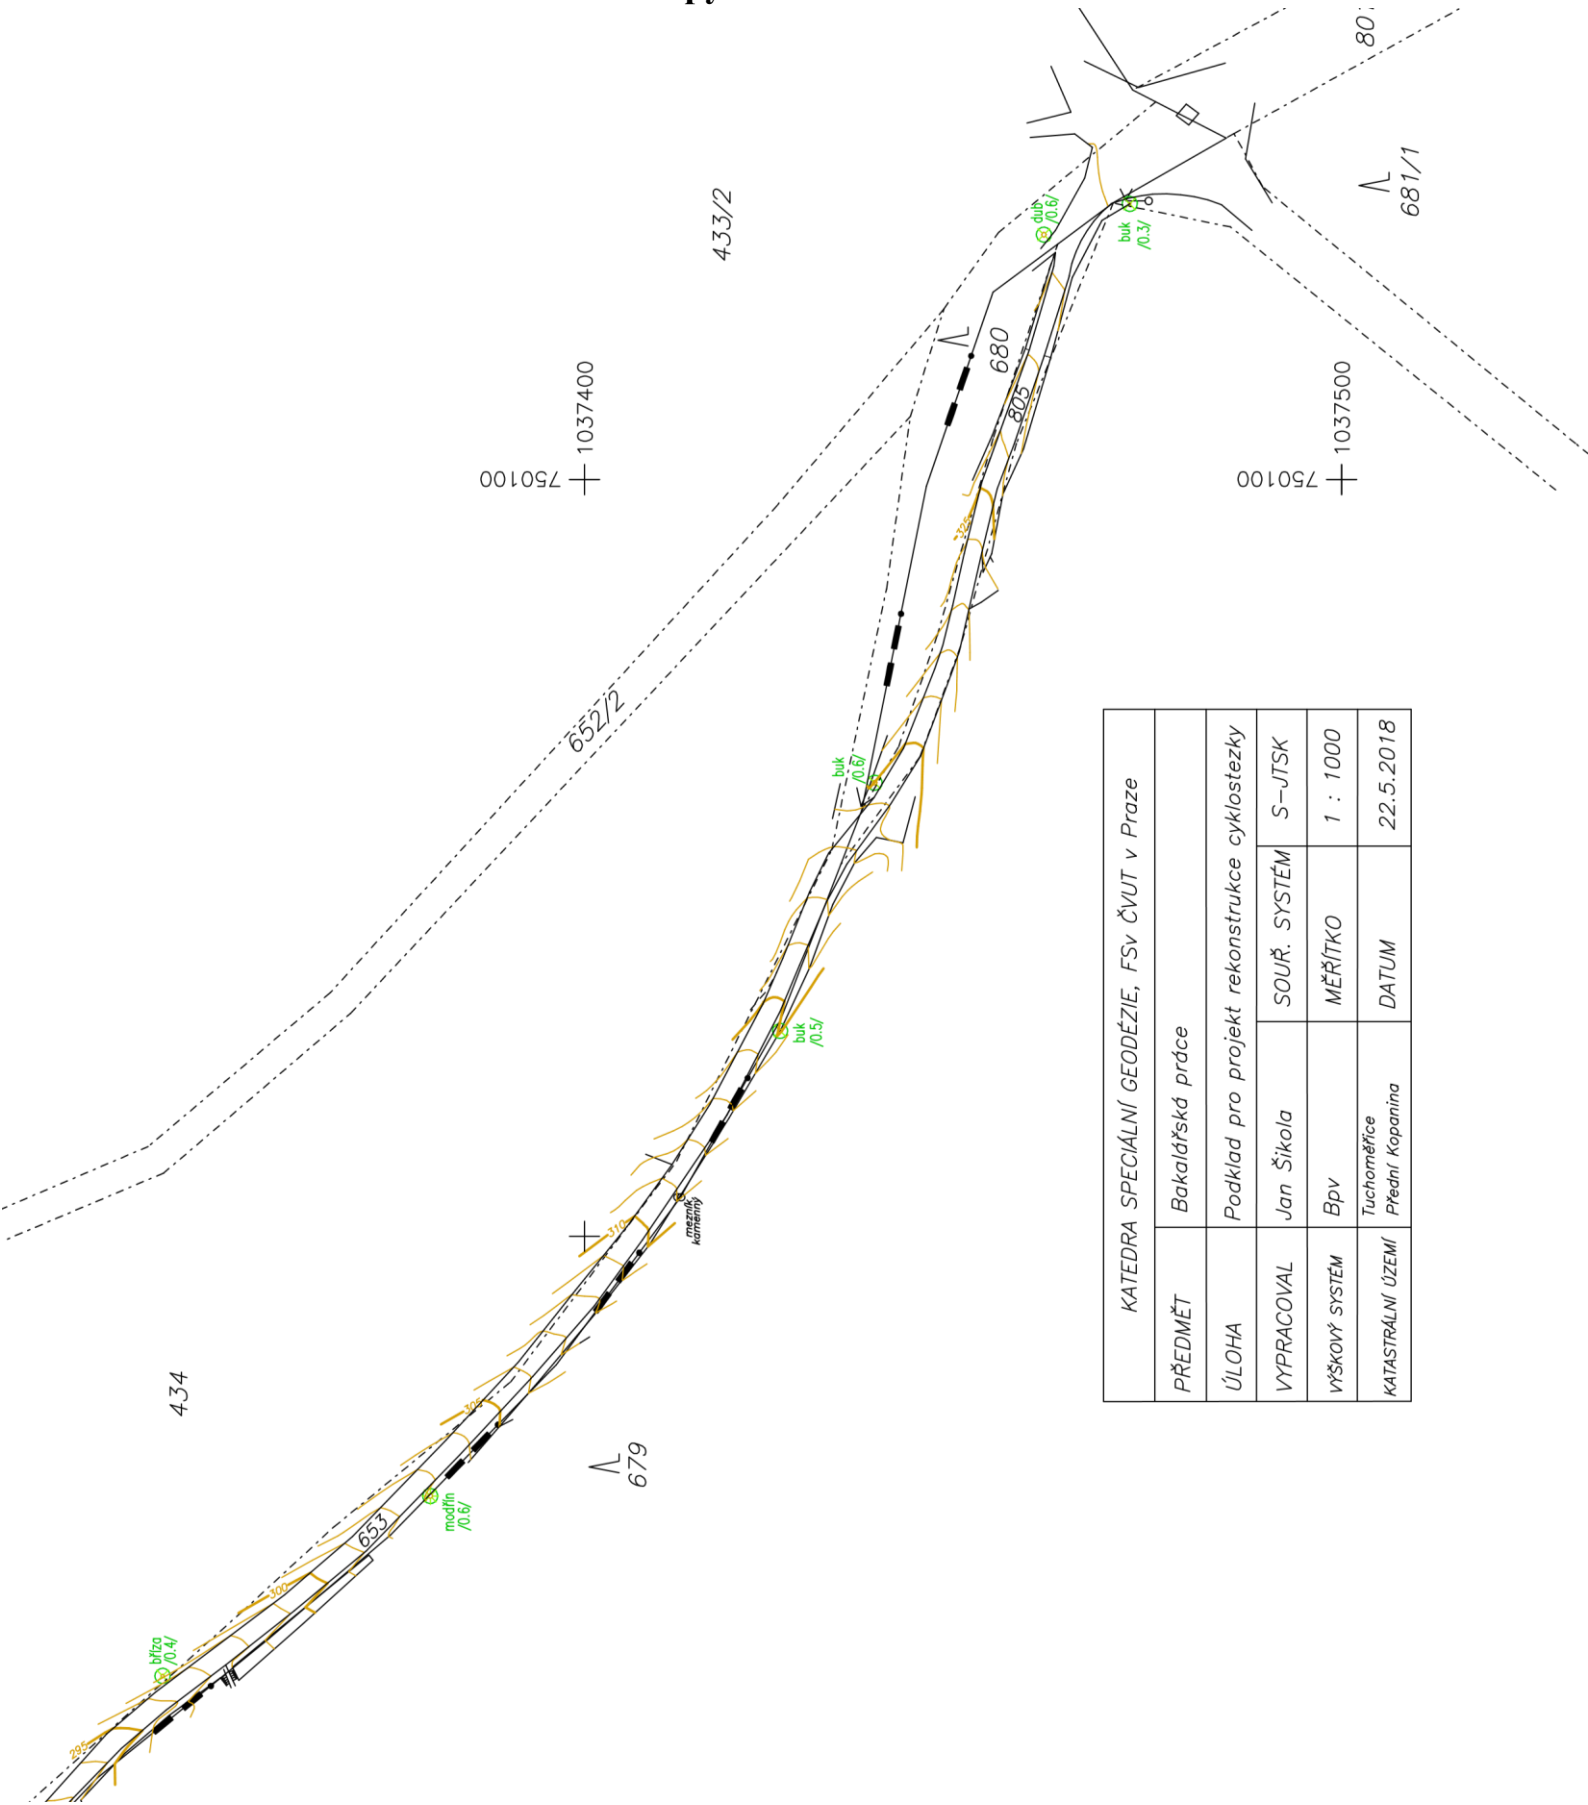 433/2
681/1
dub
/0.6/
buk
/0.3/
680
805
1037400
750100
1037500
750100
325
652/2
buk
/0.6/
buk
/0.5/
mezník
kamenný
310
434
305
679
modřín
/0.6/
653
300
bříza
/0.4/
295
KATEDRA SPECIÁLNÍ GEODÉZIE, FSv ČVUT v Praze
PŘEDMĚT Bakalářská práce
ÚLOHA Podklad pro projekt rekonstrukce cyklostezky
VYPRACOVAL Jan Šikola SOUŘ. SYSTÉM S-JTSK
VÝŠKOVÝ SYSTÉM Bpv MĚŘÍTKO 1 : 1000
KATASTRÁLNÍ ÚZEMÍ Tuchoměřice
Přední Kopanina DATUM 22.5.2018